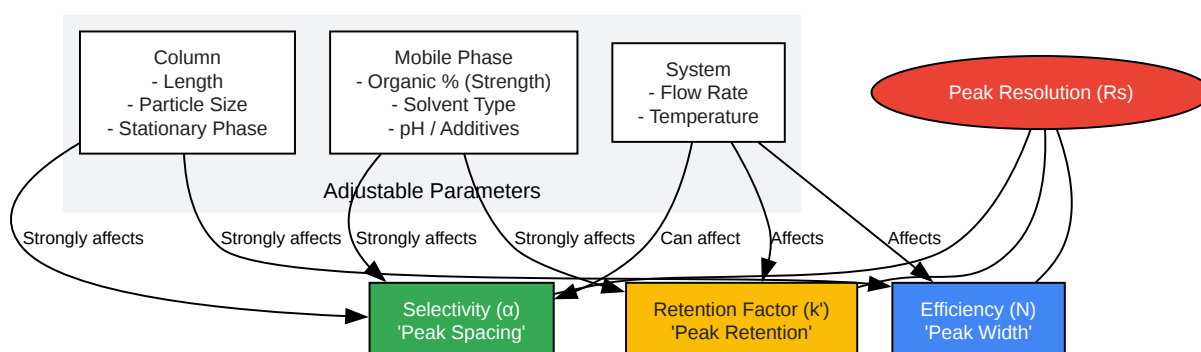 Column
- Length
- Particle Size
- Stationary Phase
Mobile Phase
- Organic % (Strength)
- Solvent Type
- pH / Additives
System
- Flow Rate
- Temperature
Peak Resolution (Rs)
Adjustable Parameters
Strongly affects
Strongly affects
Strongly affects
Strongly affects
Can affect
Affects
Affects
Selectivity (α)
'Peak Spacing'
Retention Factor (k')
'Peak Retention'
Efficiency (N)
'Peak Width'